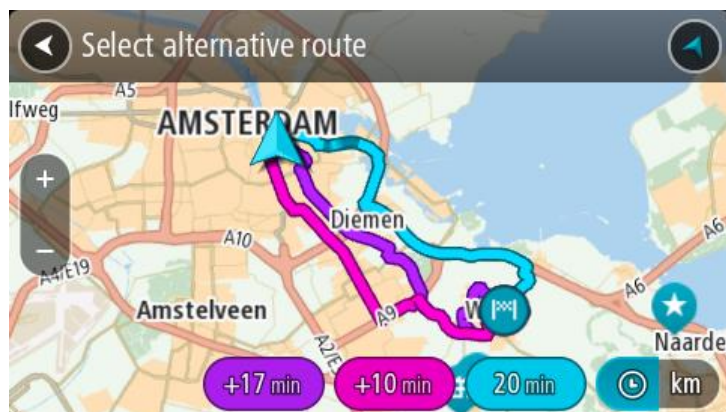 Select alternative route
A5
lfweg
AMSTERDAM
+
Diemen
−
A10
A6
A4/E19
A6
Amstelveen
W
A9
Naarde
A2/E
+17 min
+10 min
20 min
km